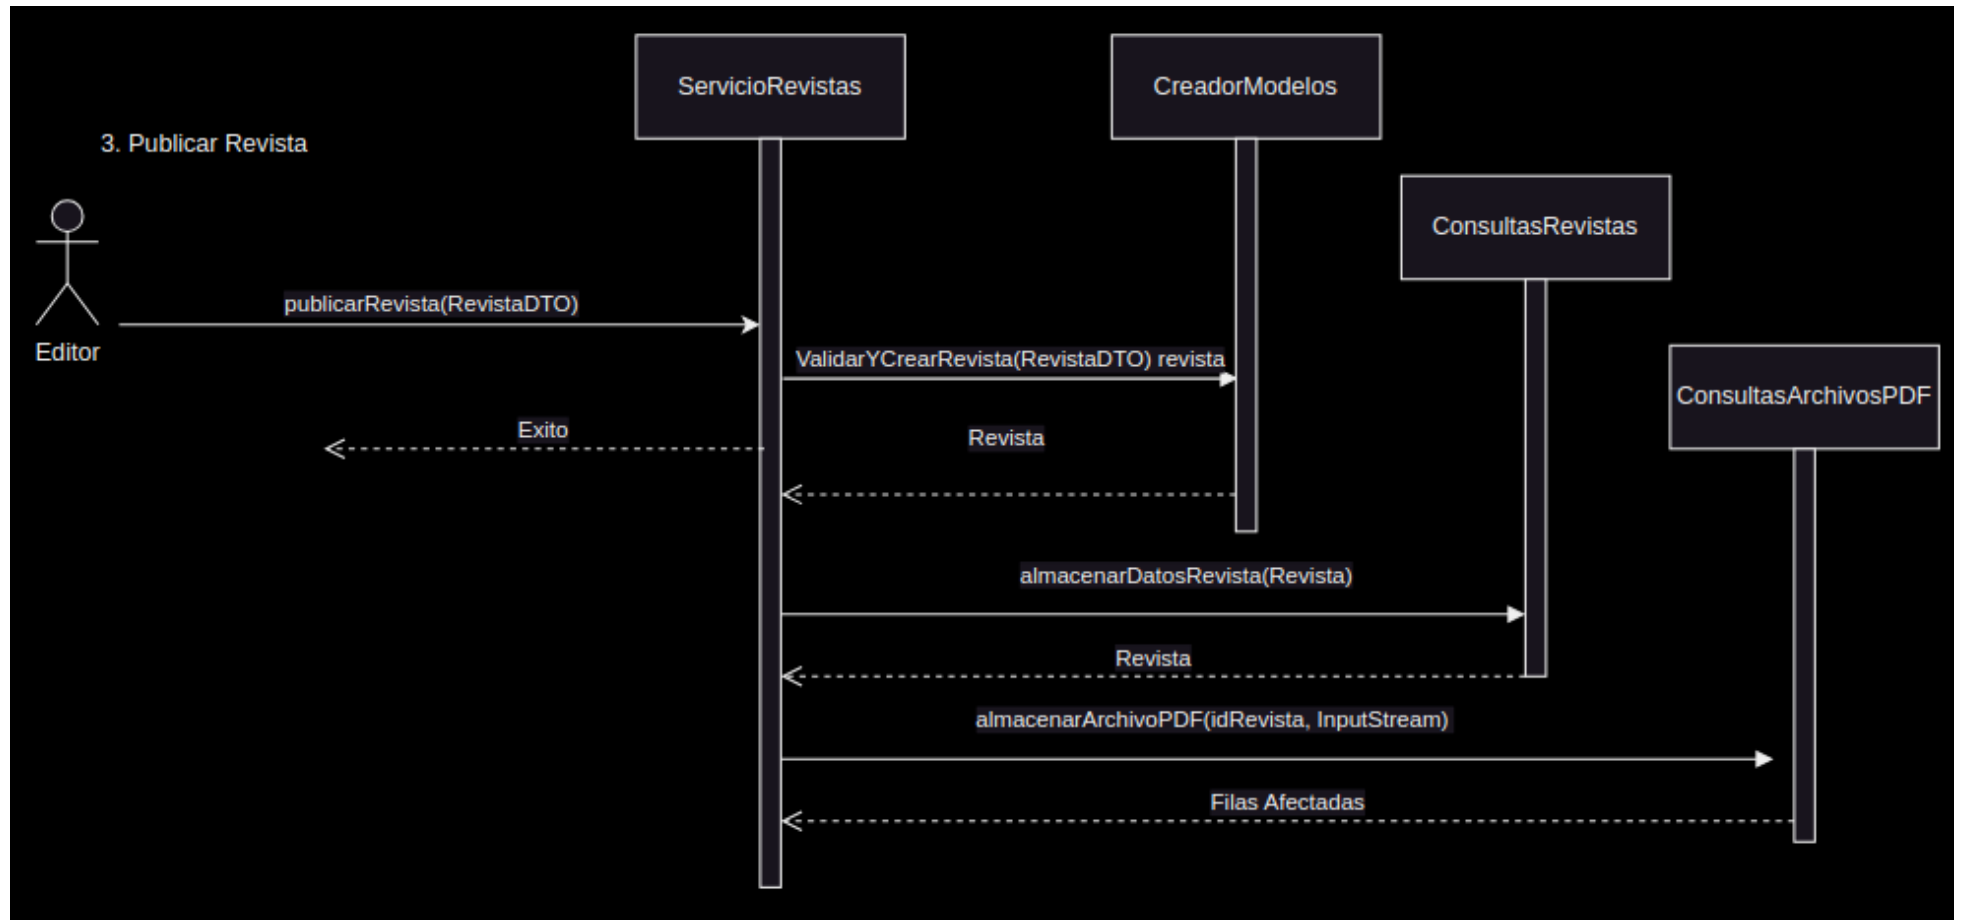 ServicioRevistas
CreadorModelos
3. Publicar Revista
ConsultasRevistas
publicarRevista(RevistaDTO)
Editor
ValidarYCrearRevista(RevistaDTO) revista
ConsultasArchivosPDF
Exito
Revista
almacenarDatosRevista(Revista)
Revista
almacenarArchivoPDF(idRevista, InputStream)
Filas Afectadas